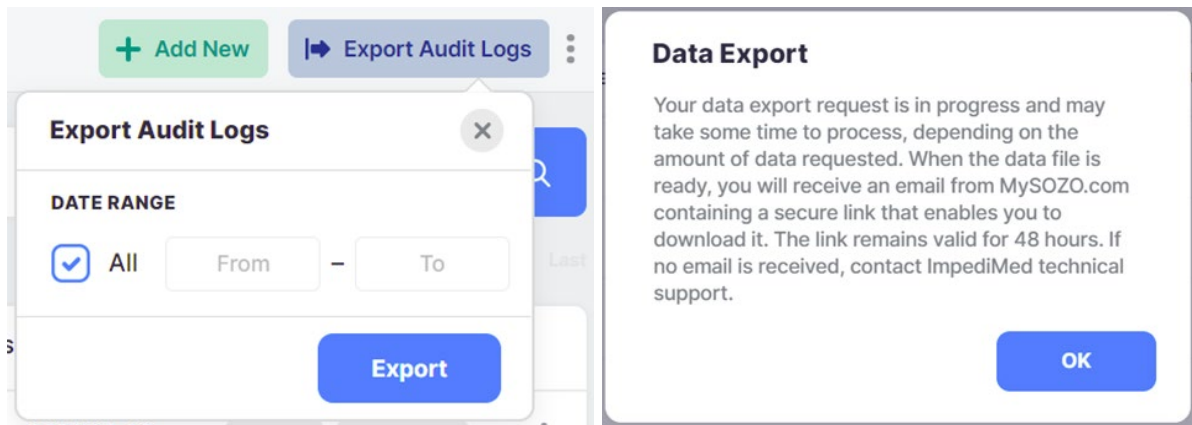 Add New
Export Audit Logs
Export Audit Logs
DATE RANGE
All
From
–
To
Last
s
Export
Data Export
Your data export request is in progress and may
take some time to process, depending on the
amount of data requested. When the data file is
ready, you will receive an email from MySOZO.com
containing a secure link that enables you to
download it. The link remains valid for 48 hours. If
no email is received, contact ImpediMed technical
support.
OK